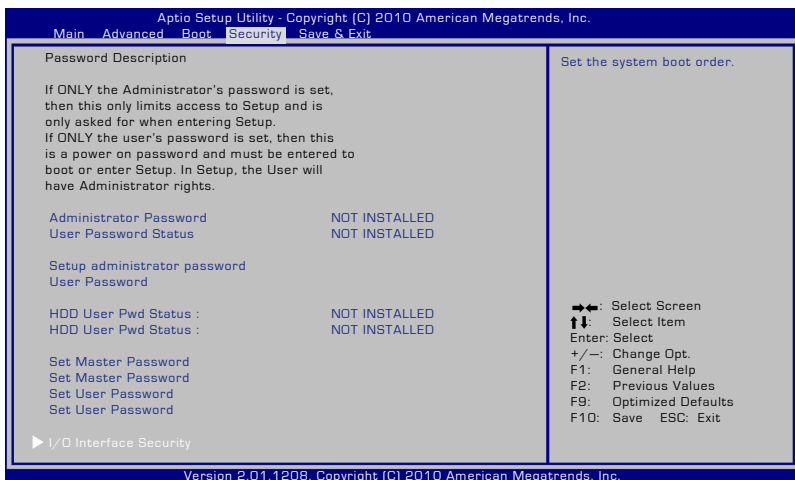 Aptio Setup Utility - Copyright (C) 2010 American Megatrends, Inc.
Main Advanced Boot Security Save & Exit
Password Description
If ONLY the Administrator's password is set,
then this only limits access to Setup and is
only asked for when entering Setup.
If ONLY the user's password is set, then this
is a power on password and must be entered to
boot or enter Setup. In Setup, the User will
have Administrator rights.
Administrator Password NOT INSTALLED
User Password Status NOT INSTALLED
Setup administrator password
User Password
HDD User Pwd Status : NOT INSTALLED
HDD User Pwd Status : NOT INSTALLED
Set Master Password
Set Master Password
Set User Password
Set User Password
I/O Interface Security
Set the system boot order.
→←: Select Screen
↑↓: Select Item
Enter: Select
+/—: Change Opt.
F1: General Help
F2: Previous Values
F9: Optimized Defaults
F10: Save ESC: Exit
Version 2.01.1208. Copyright (C) 2010 American Megatrends, Inc.